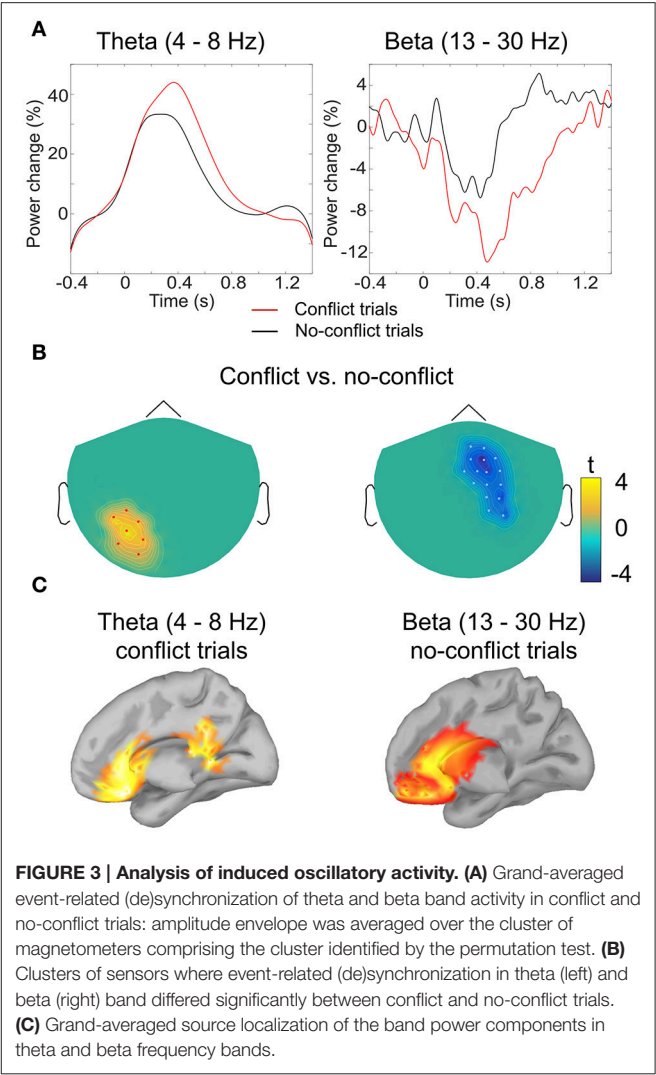 A
Theta (4 - 8 Hz)
Beta (13 - 30 Hz)
Power change (%)
40
20
0
-0.4
0
0.4
0.8
1.2
Time (s)
Power change (%)
4
0
-4
-8
-12
-0.4
0
0.4
0.8
1.2
Time (s)
Conflict trials
No-conflict trials
B
Conflict vs. no-conflict
t
4
0
-4
C
Theta (4 - 8 Hz)
conflict trials
Beta (13 - 30 Hz)
no-conflict trials
FIGURE 3 | Analysis of induced oscillatory activity. (A) Grand-averaged
event-related (de)synchronization of theta and beta band activity in conflict and
no-conflict trials: amplitude envelope was averaged over the cluster of
magnetometers comprising the cluster identified by the permutation test. (B)
Clusters of sensors where event-related (de)synchronization in theta (left) and
beta (right) band differed significantly between conflict and no-conflict trials.
(C) Grand-averaged source localization of the band power components in
theta and beta frequency bands.